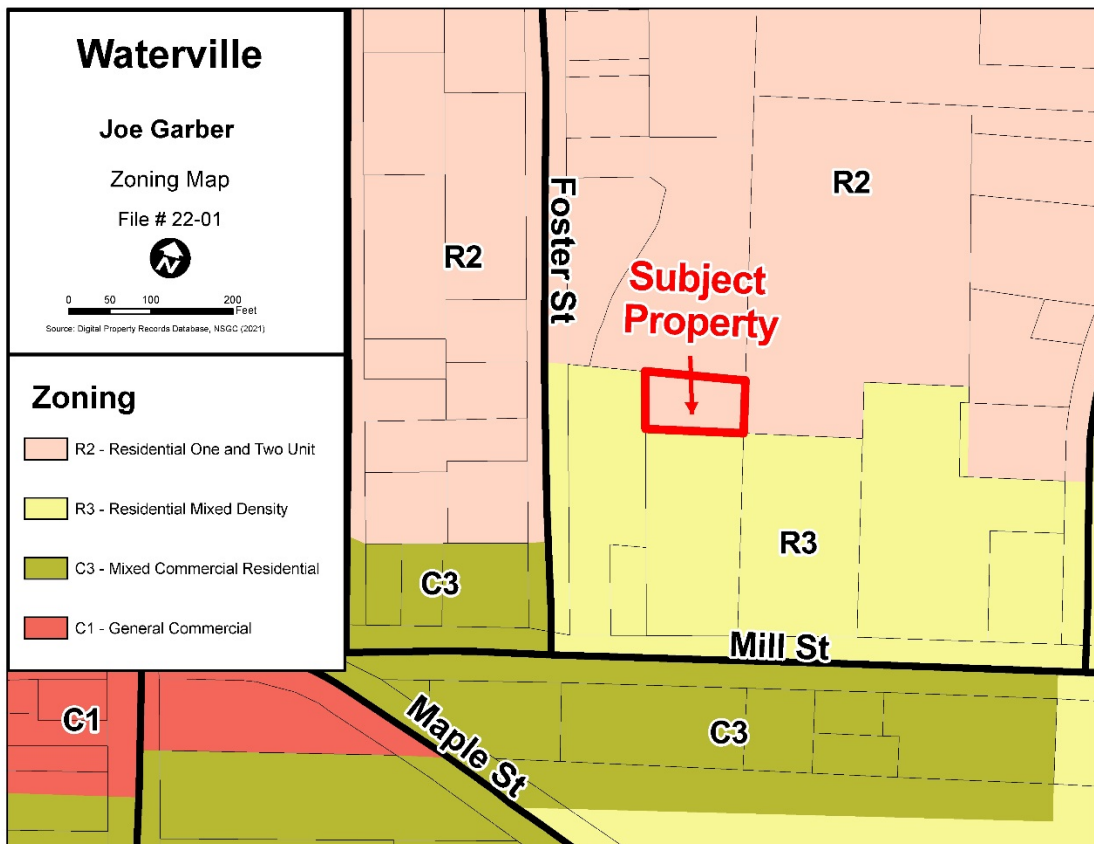 Waterville
Joe Garber
Zoning Map
File # 22-01
N
0 50 100 200
Feet
Source: Digital Property Records Database, NSGC (2021)
Zoning
R2 - Residential One and Two Unit
R3 - Residential Mixed Density
C3 - Mixed Commercial Residential
C1 - General Commercial
R2
Foster St
R2
Subject
Property
R3
C3
Mill St
C1
Maple St
C3